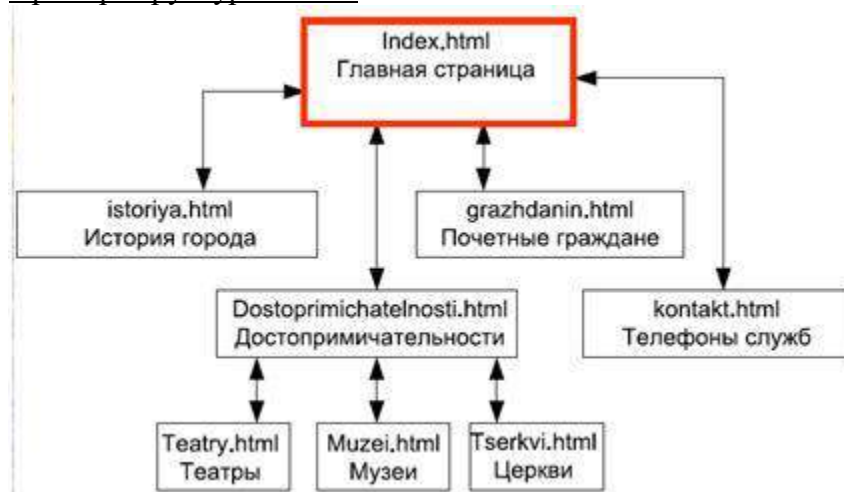 Index.html
Главная страница
istoriya.html
История города
grazhdanin.html
Почетные граждане
Dostoprimichatelnosti.html
Достопримичательности
kontakt.html
Телефоны служб
Teatry.html
Театры
Muzei.html
Музеи
Tserkvi.html
Церкви